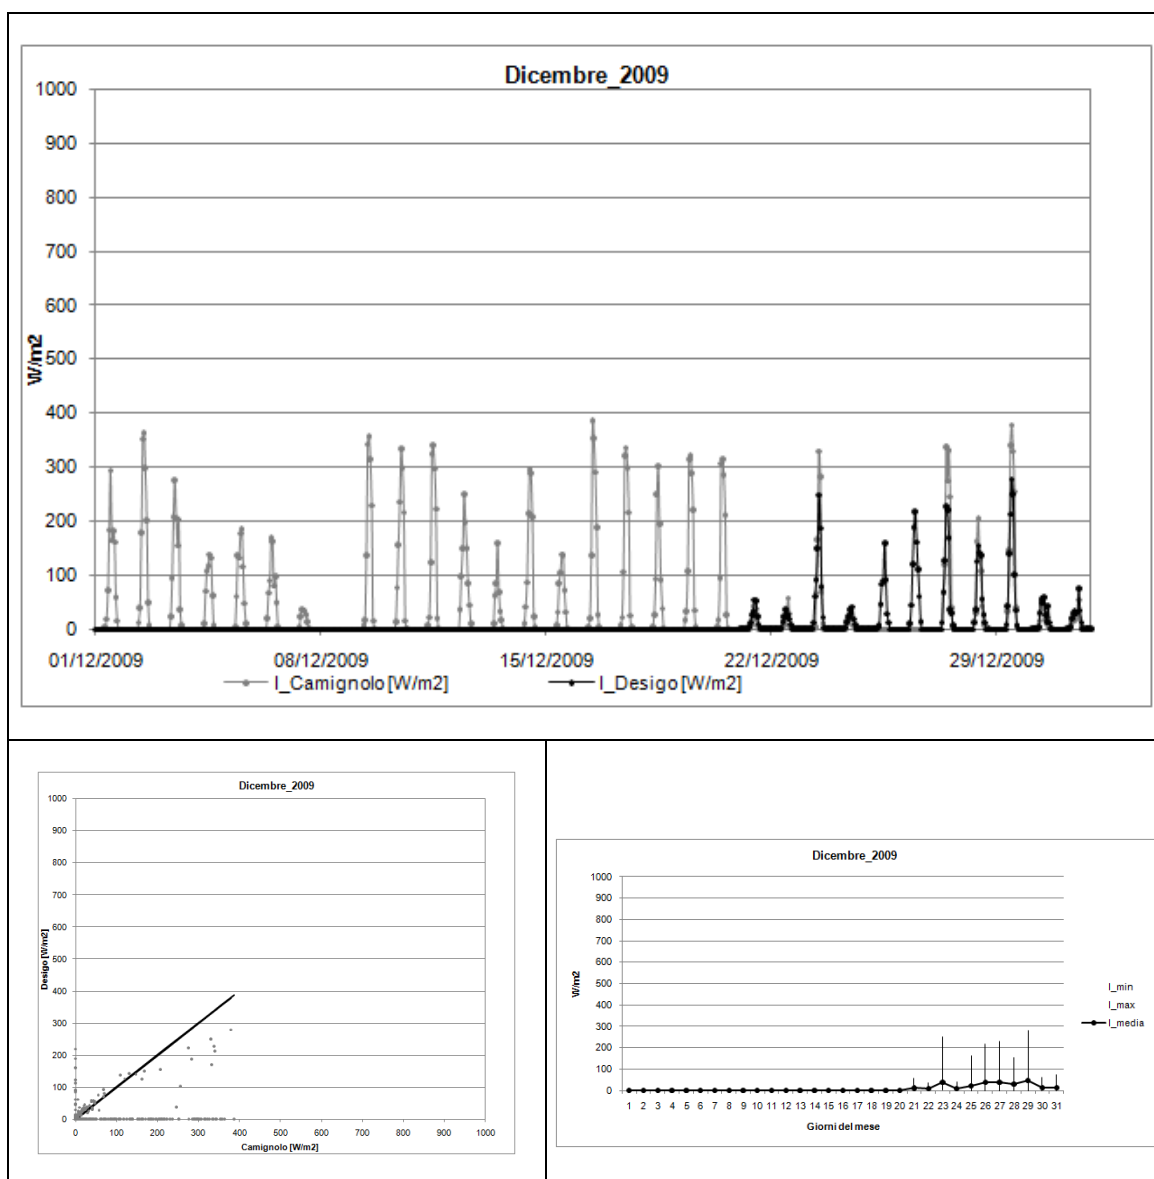 Dicembre_2009
1000
900
800
700
600
500
400
300
200
100
0
W/m2
01/12/2009 08/12/2009 15/12/2009 22/12/2009 29/12/2009
I_Camignolo [W/m2] I_Desigo [W/m2]
Dicembre_2009
1000
900
800
700
600
500
400
300
200
100
0
Desigo [W/m2]
0 100 200 300 400 500 600 700 800 900 1000
Camignolo [W/m2]
Dicembre_2009
1000
900
800
700
600
500
400
300
200
100
0
W/m2
1 2 3 4 5 6 7 8 9 10 11 12 13 14 15 16 17 18 19 20 21 22 23 24 25 26 27 28 29 30 31
Giorni del mese
I_min
I_max
I_media